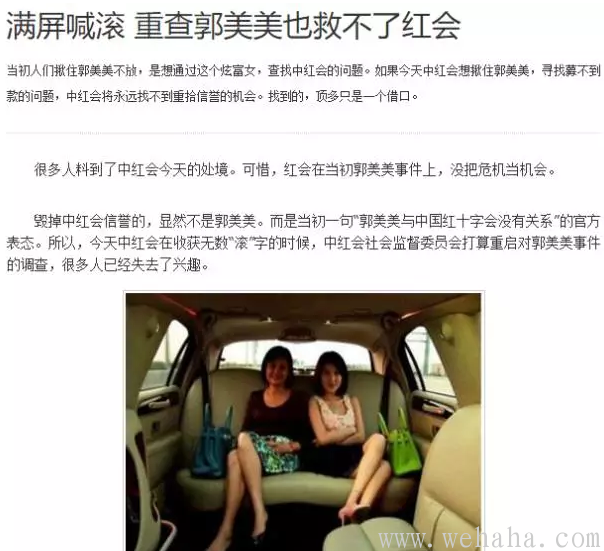 满屏喊滚 重查郭美美也救不了红会
当初人们揪住郭美美不放，是想通过这个炫富女，查找中红会的问题。如果今天中红会想揪住郭美美，寻找募不到
款的问题，中红会将永远找不到重拾信誉的机会。找到的，顶多只是一个借口。
很多人料到了中红会今天的处境。可惜，红会在当初郭美美事件上，没把危机当机会。
毁掉中红会信誉的，显然不是郭美美。而是当初一句“郭美美与中国红十字会没有关系”的官方
表态。所以，今天中红会在收获无数“滚”字的时候，中红会社会监督委员会打算重启对郭美美事件
的调查，很多人已经失去了兴趣。
www.wehaha.com